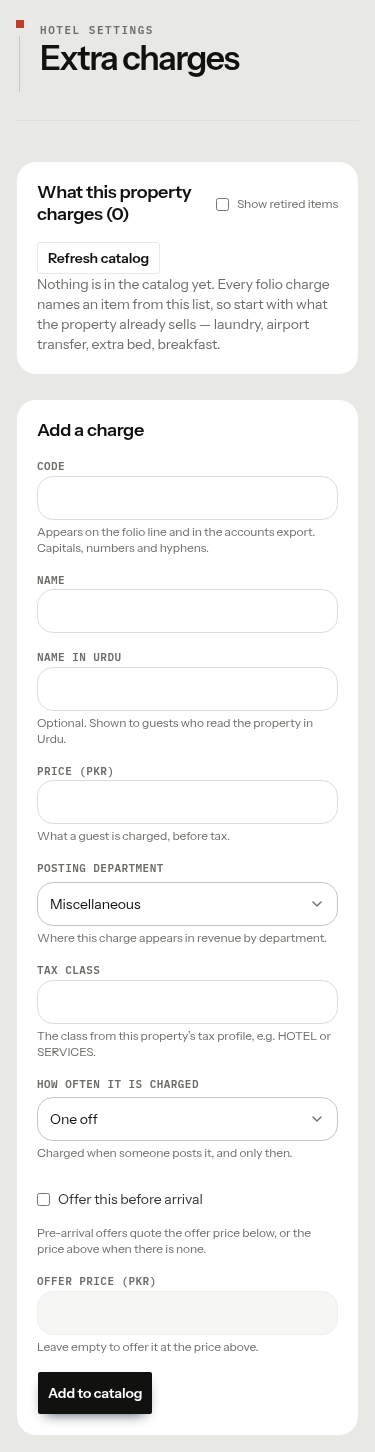 HOTEL SETTINGS
Extra charges
What this property
charges (0)
Show retired items
Refresh catalog
Nothing is in the catalog yet. Every folio charge
names an item from this list, so start with what
the property already sells — laundry, airport
transfer, extra bed, breakfast.
Add a charge
CODE
Appears on the folio line and in the accounts export.
Capitals, numbers and hyphens.
NAME
NAME IN URDU
Optional. Shown to guests who read the property in
Urdu.
PRICE (PKR)
What a guest is charged, before tax.
POSTING DEPARTMENT
Miscellaneous
Where this charge appears in revenue by department.
TAX CLASS
The class from this property's tax profile, e.g. HOTEL or
SERVICES.
HOW OFTEN IT IS CHARGED
One off
Charged when someone posts it, and only then.
Offer this before arrival
Pre-arrival offers quote the offer price below, or the
price above when there is none.
OFFER PRICE (PKR)
Leave empty to offer it at the price above.
Add to catalog